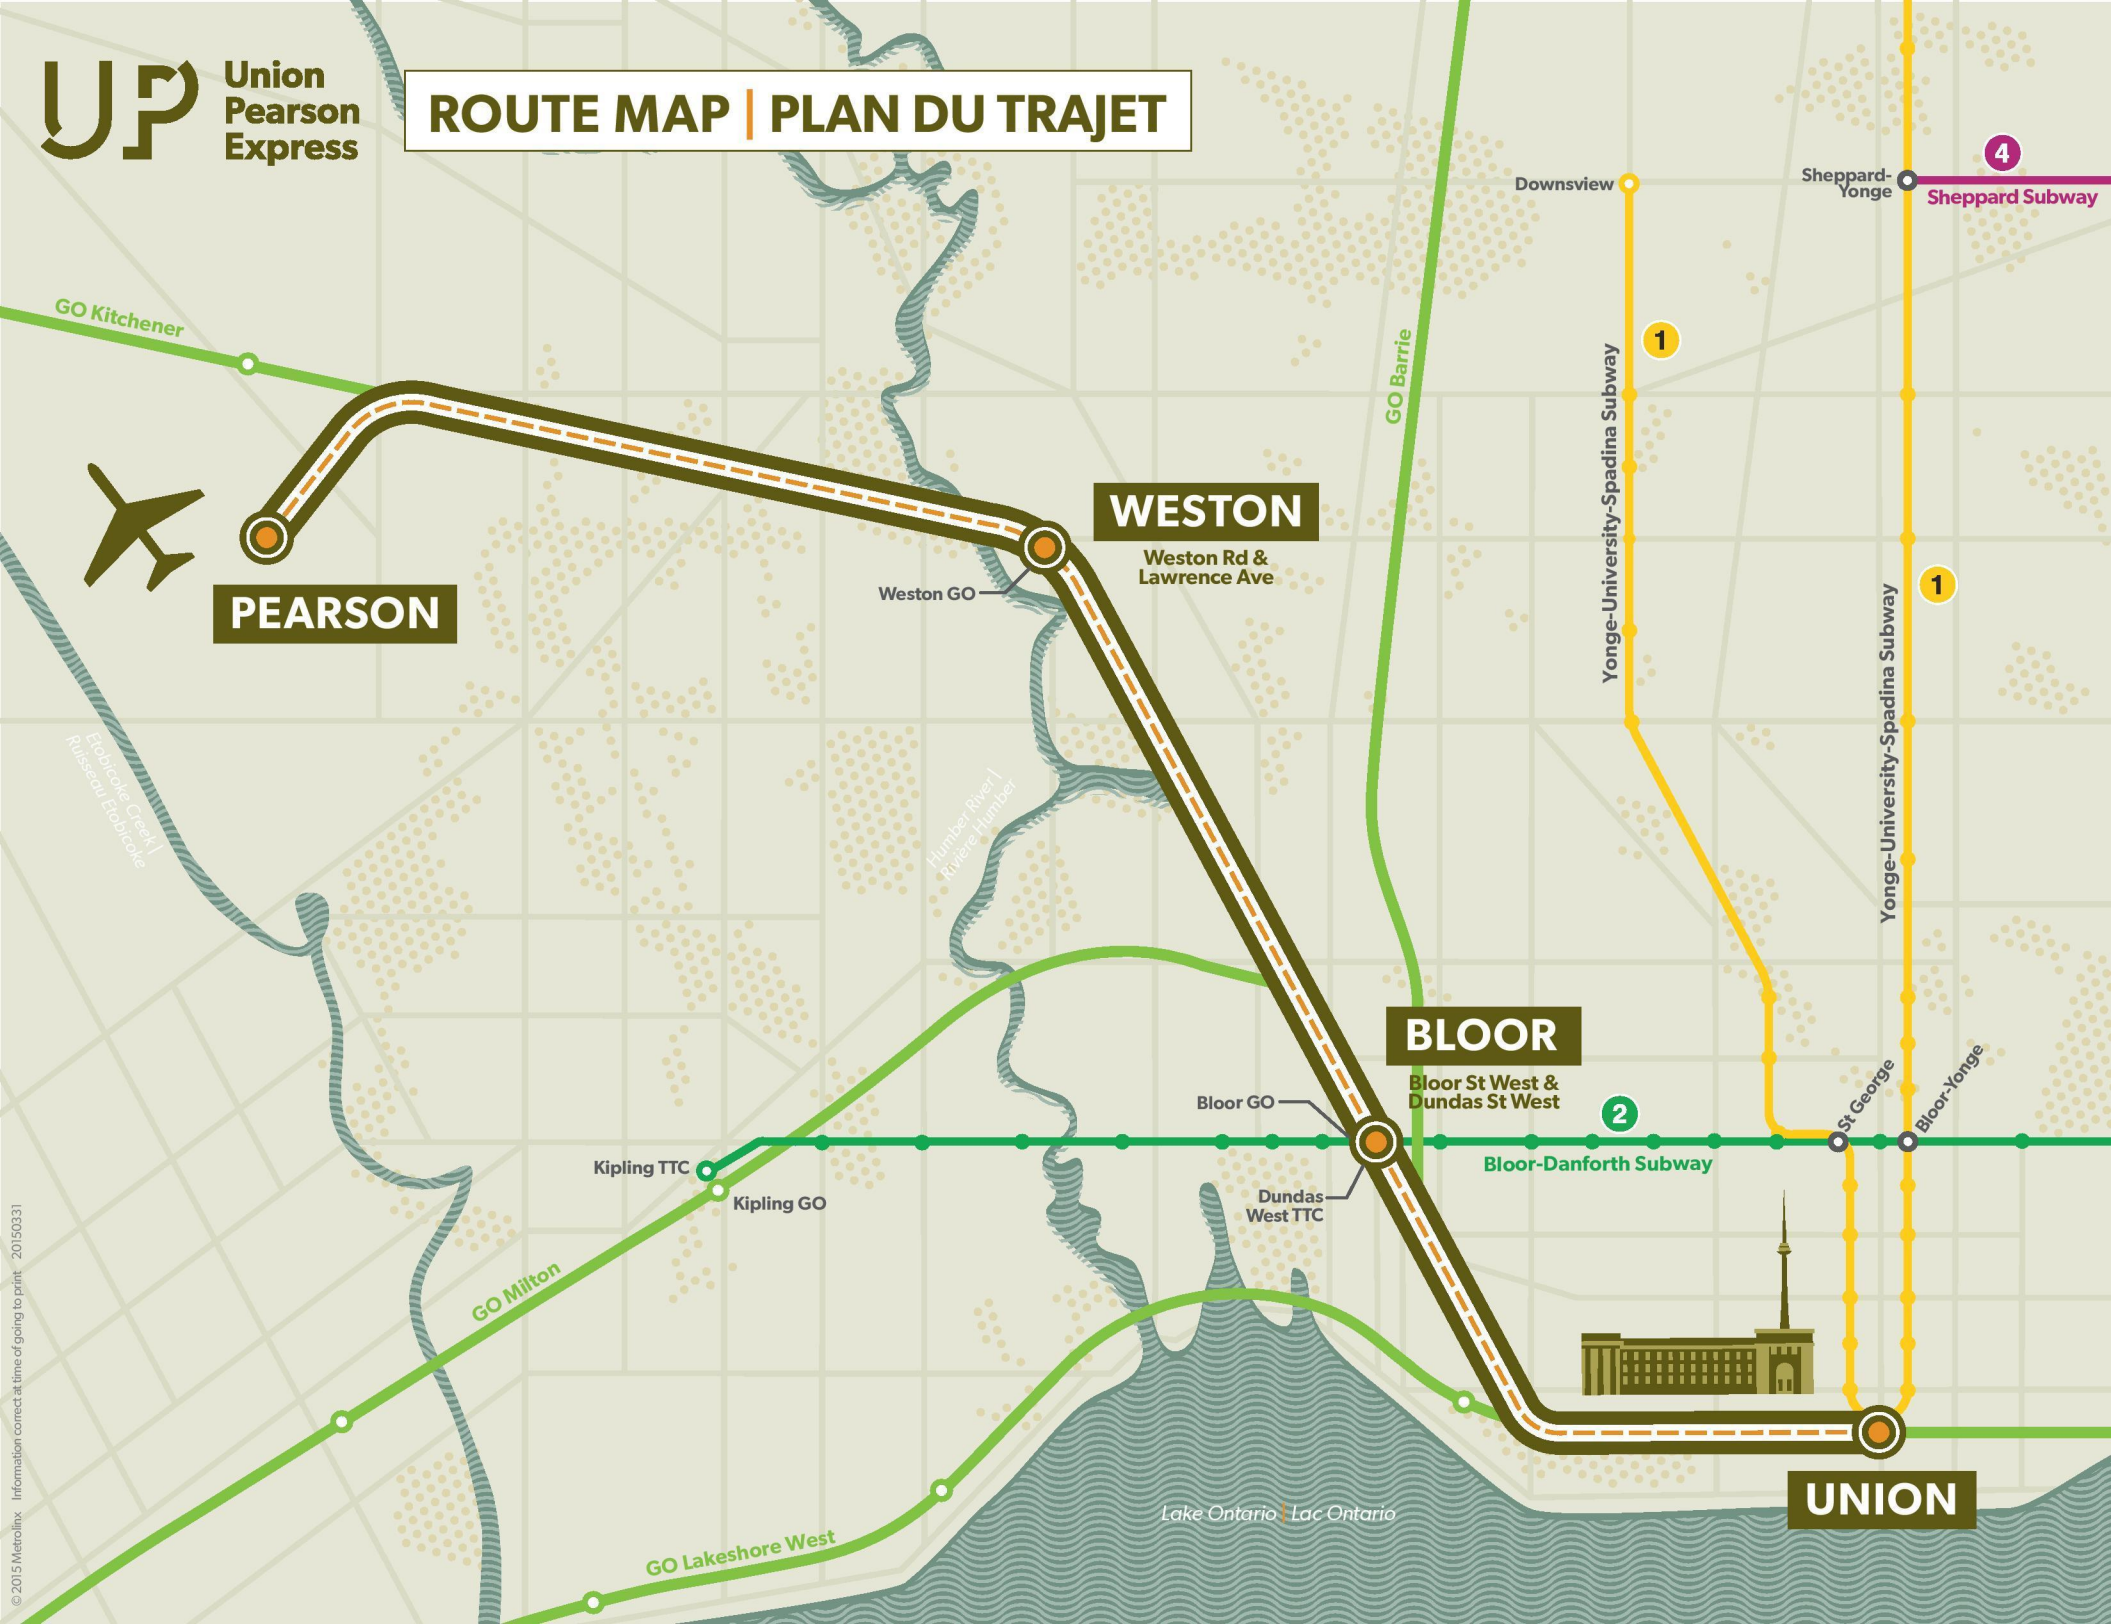 UP
Union
Pearson
Express
ROUTE MAP | PLAN DU TRAJET
4
Sheppard-
Yonge
Sheppard Subway
Downsview
GO Kitchener
1
GO Barrie
Yonge-University-Spadina Subway
WESTON
Weston Rd &
Lawrence Ave
Weston GO
PEARSON
1
Yonge-University-Spadina Subway
Etobicoke Creek |
Ruisseau Etobicoke
Humber River |
Rivière Humber
BLOOR
Bloor St West &
Dundas St West
Bloor GO
2
St George
Bloor-Yonge
Kipling TTC
Bloor-Danforth Subway
Kipling GO
Dundas
West TTC
GO Milton
UNION
Lake Ontario | Lac Ontario
GO Lakeshore West
© 2015 Metrolinx Information correct at time of going to print 20150331